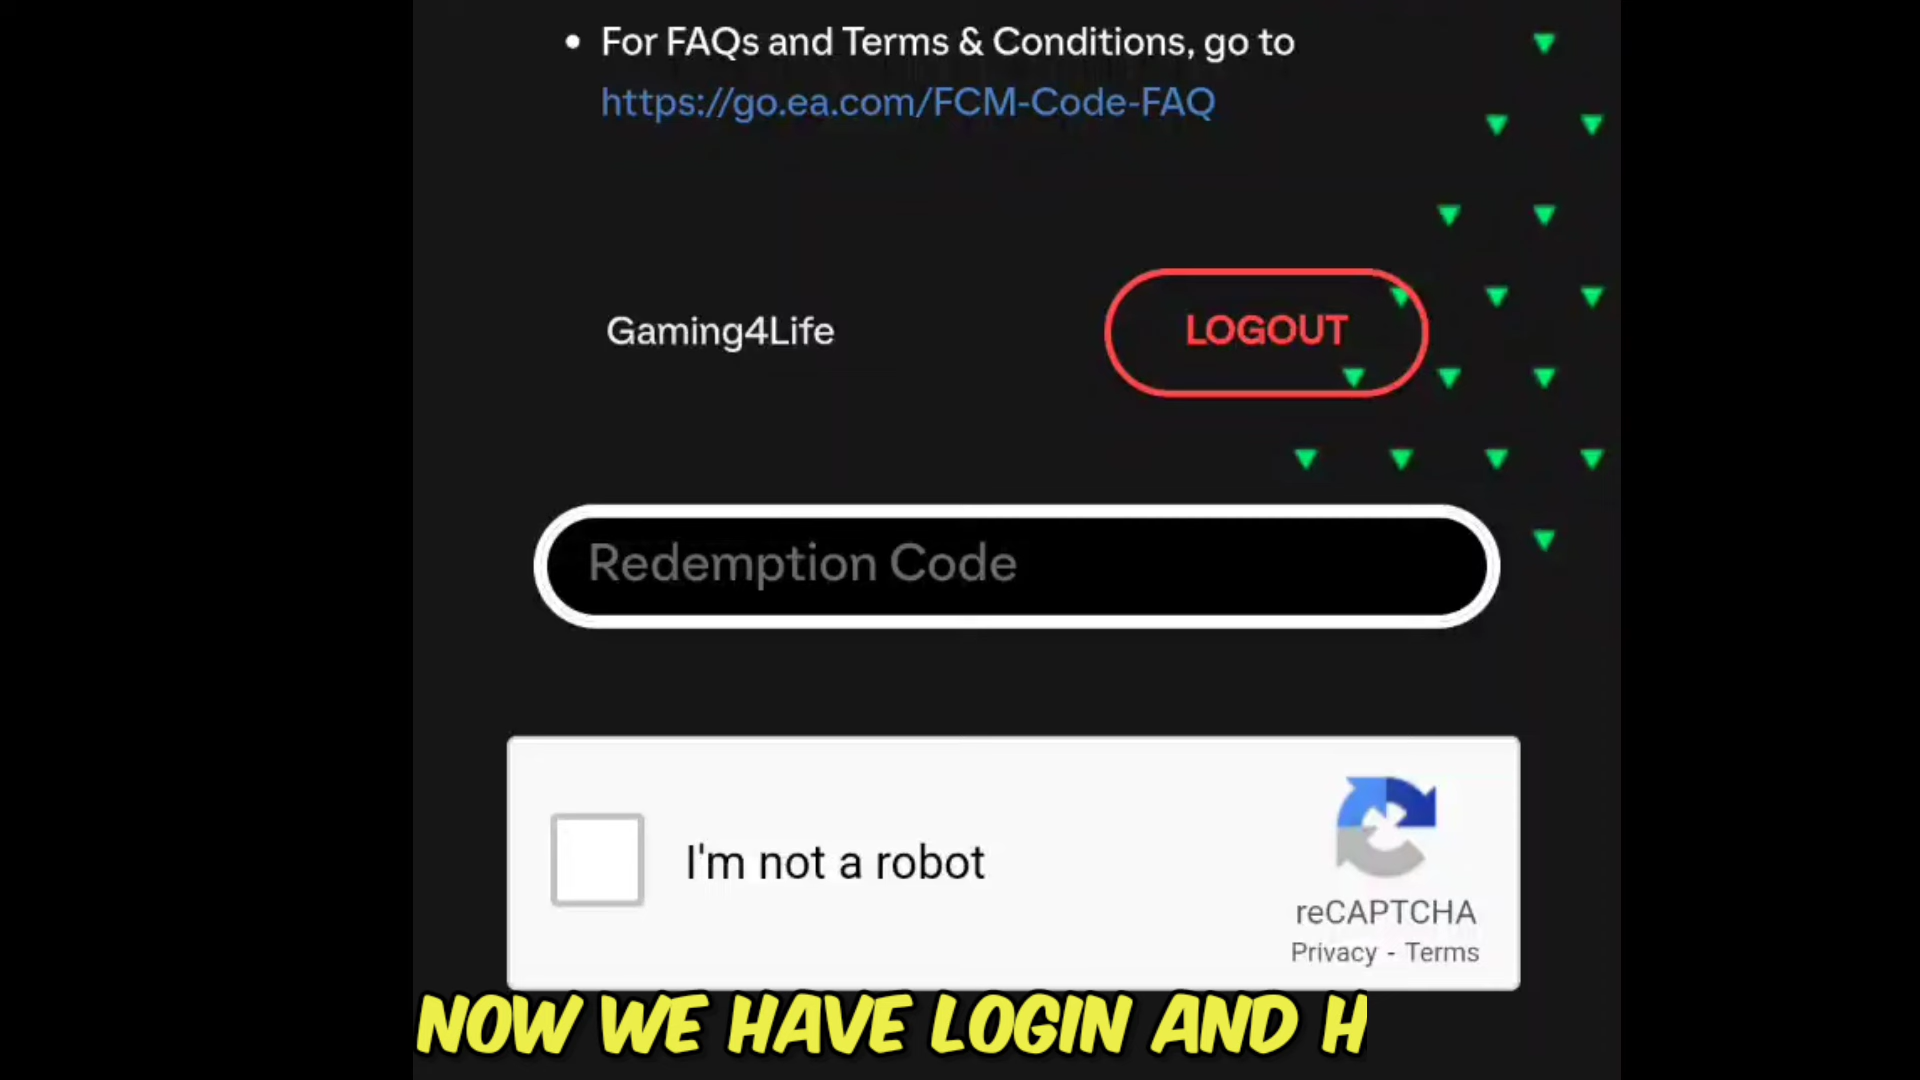 • For FAQs and Terms & Conditions, go to
https://go.ea.com/FCM-Code-FAQ
Gaming4Life
LOGOUT
Redemption Code
I'm not a robot
reCAPTCHA
Privacy - Terms
NOW WE HAVE LOGIN AND H